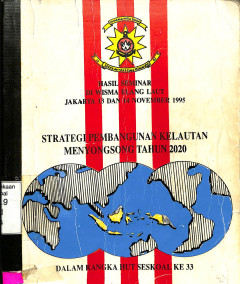 HASIL SEMINAR
DI WISMA ELANG LAUT
JAKARTA 13 DAN 14 NOVEMBER 1995
STRATEGI PEMBANGUNAN KELAUTAN
MENYONGSONG TAHUN 2020
DALAM RANGKA HUT SESKOAL KE 33